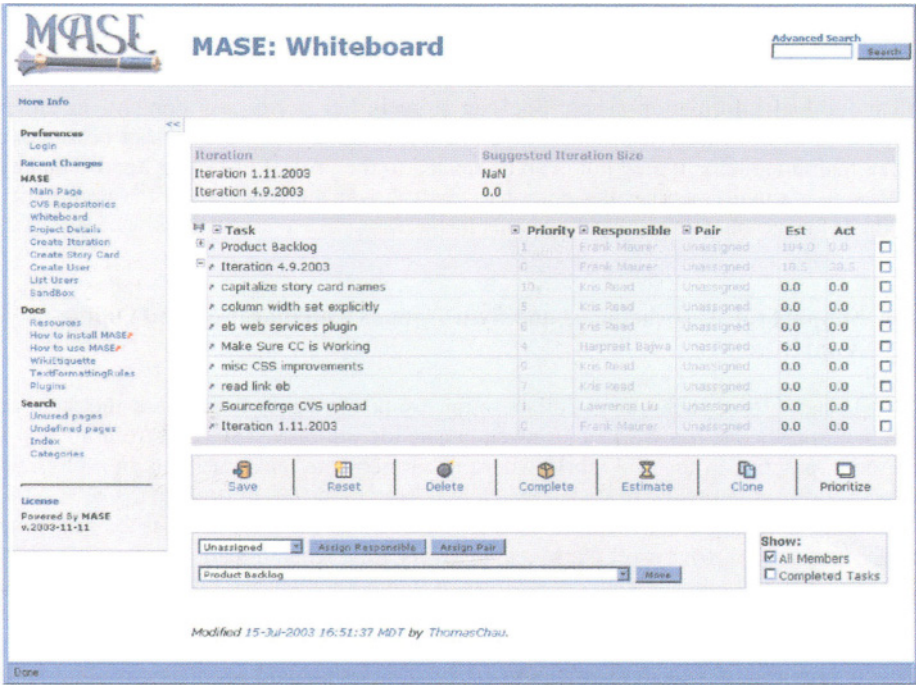 MASE
MASE: Whiteboard
Advanced Search
Search
More Info
<<
Preferences
Login
Recent Changes
MASE
Main Page
CVS Repositories
Whiteboard
Project Details
Create Iteration
Create Story Card
Create User
List Users
SandBox
Docs
Resources
How to install MASE
How to use MASE
WikiEtiquette
TextFormattingRules
Plugins
Search
Unused pages
Undefined pages
Index
Categories
License
Powered By MASE
v.2003-11-11
Iteration Suggested Iteration Size
Iteration 1.11.2003 NaN
Iteration 4.9.2003 0.0
Task Priority Responsible Pair Est Act
Product Backlog 1 Frank Maurer Unassigned 104.0 0.0
Iteration 4.9.2003 0 Frank Maurer Unassigned 10.5 30.5
capitalize story card names 10 Kris Read Unassigned 0.0 0.0
column width set explicitly 5 Kris Read Unassigned 0.0 0.0
eb web services plugin 6 Kris Read Unassigned 0.0 0.0
Make Sure CC is Working 4 Harpreet Bajwa Unassigned 6.0 0.0
misc CSS improvements Kris Read Unassigned 0.0 0.0
read link eb 7 Kris Read Unassigned 0.0 0.0
Sourceforge CVS upload 1 Lawrence Liu Unassigned 0.0 0.0
Iteration 1.11.2003 0 Frank Maurer Unassigned 0.0 0.0
Save Reset Delete Complete Estimate Clone Prioritize
Unassigned Assign Responsible Assign Pair
Product Backlog Move
Show:
All Members
Completed Tasks
Modified 15-Jul-2003 16:51:37 MDT by ThomasChau.
Done